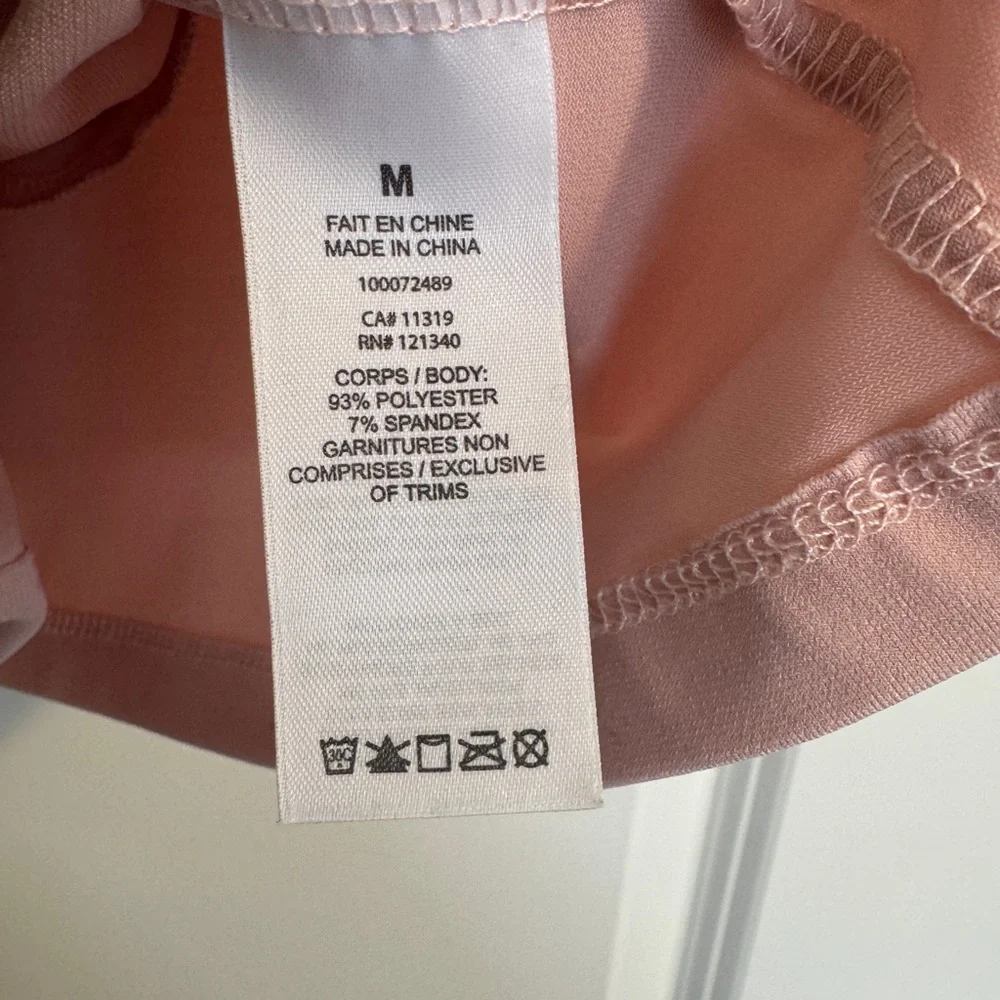 M
FAIT EN CHINE
MADE IN CHINA
100072489
CA# 11319
RN# 121340
CORPS / BODY:
93% POLYESTER
7% SPANDEX
GARNITURES NON
COMPRISES / EXCLUSIVE
OF TRIMS
30C